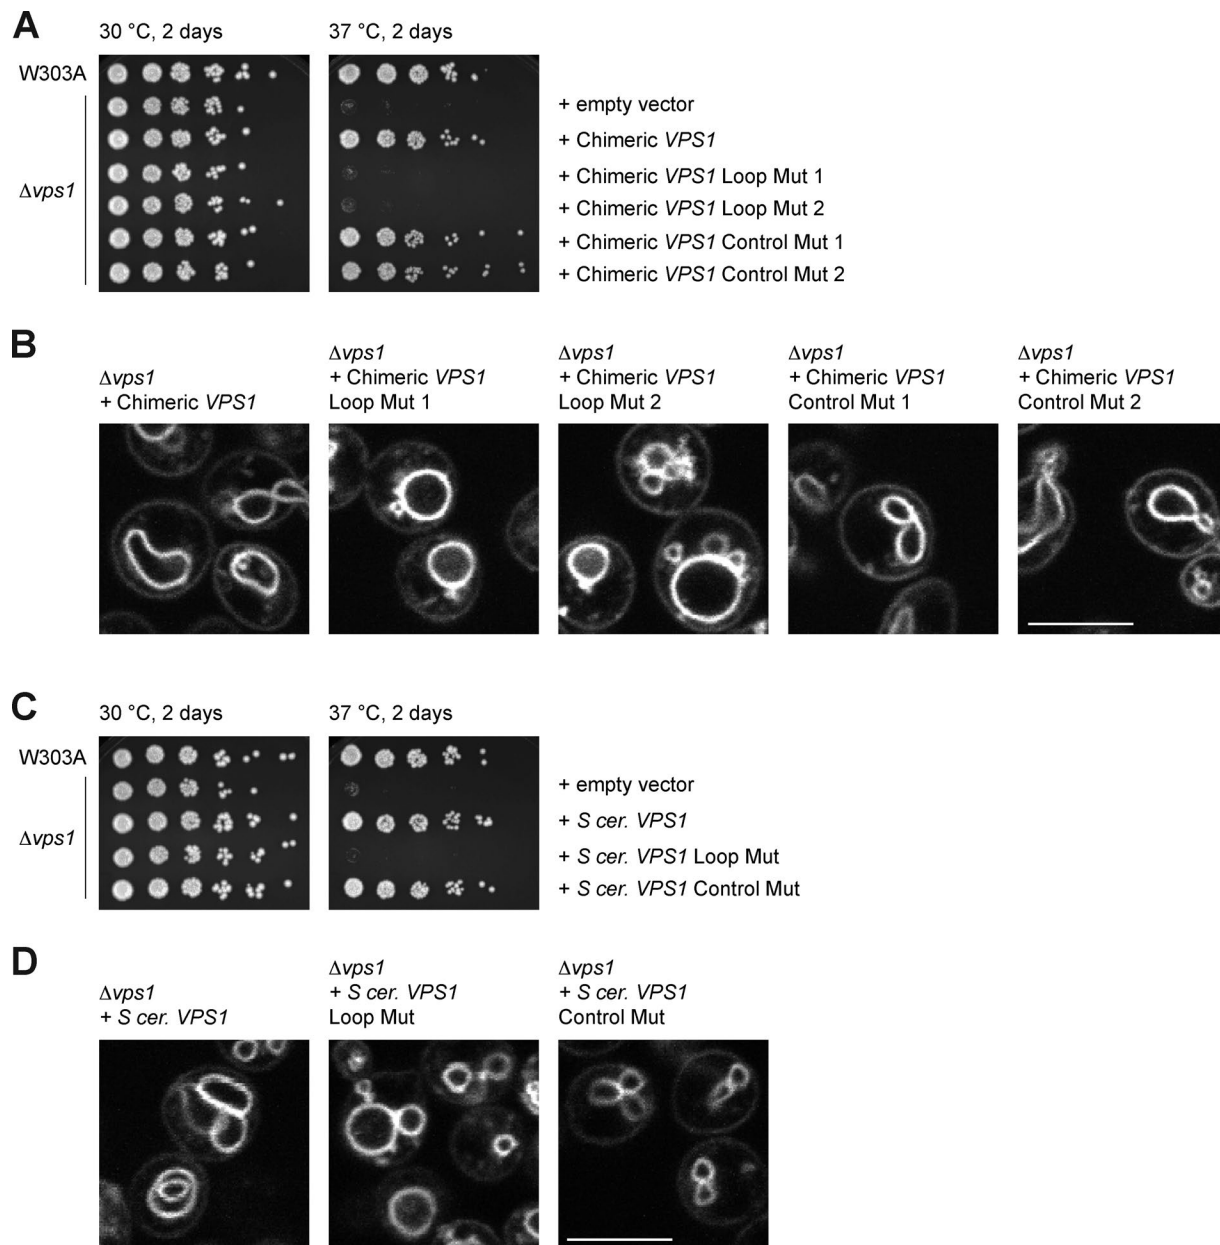 A
30 °C, 2 days
37 °C, 2 days
W303A
Δvps1
+ empty vector
+ Chimeric VPS1
+ Chimeric VPS1 Loop Mut 1
+ Chimeric VPS1 Loop Mut 2
+ Chimeric VPS1 Control Mut 1
+ Chimeric VPS1 Control Mut 2
B
Δvps1
+ Chimeric VPS1
Δvps1
+ Chimeric VPS1
Loop Mut 1
Δvps1
+ Chimeric VPS1
Loop Mut 2
Δvps1
+ Chimeric VPS1
Control Mut 1
Δvps1
+ Chimeric VPS1
Control Mut 2
C
30 °C, 2 days
37 °C, 2 days
W303A
Δvps1
+ empty vector
+ S cer. VPS1
+ S cer. VPS1 Loop Mut
+ S cer. VPS1 Control Mut
D
Δvps1
+ S cer. VPS1
Δvps1
+ S cer. VPS1
Loop Mut
Δvps1
+ S cer. VPS1
Control Mut